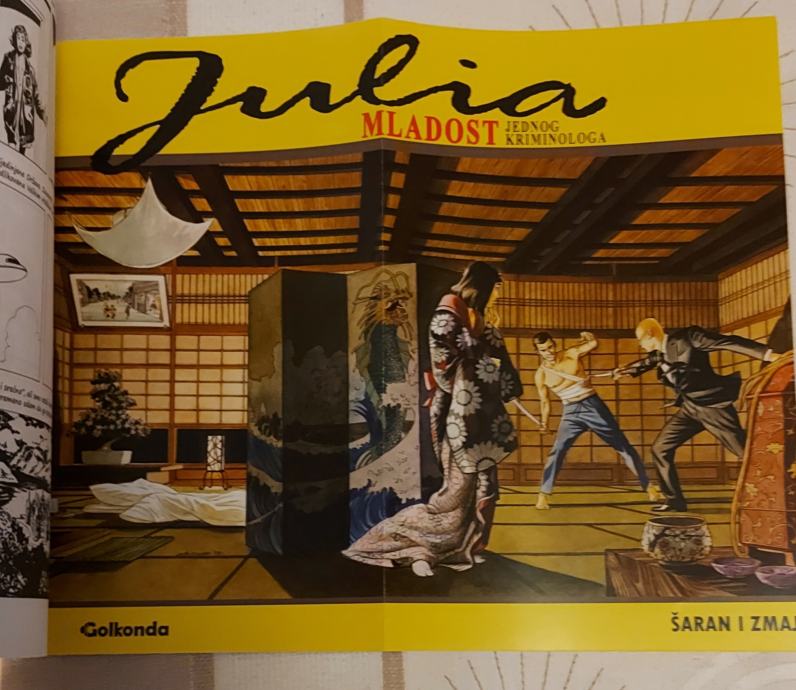 Julia
MLADOST JEDNOG
KRIMINOLOGA
Golkonda
ŠARAN I ZMAJ